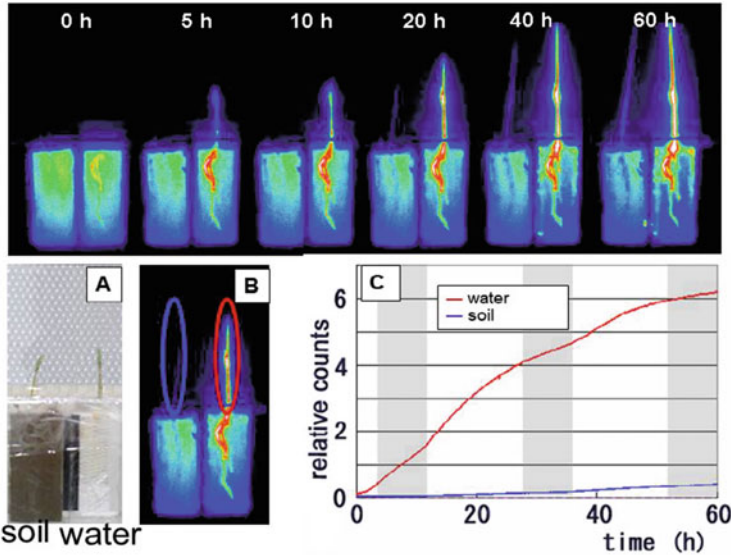 0 h 5 h 10 h 20 h 40 h 60 h
A
soil water
B
C
water
soil
relative counts
6
4
2
0
0 20 40 60
time (h)